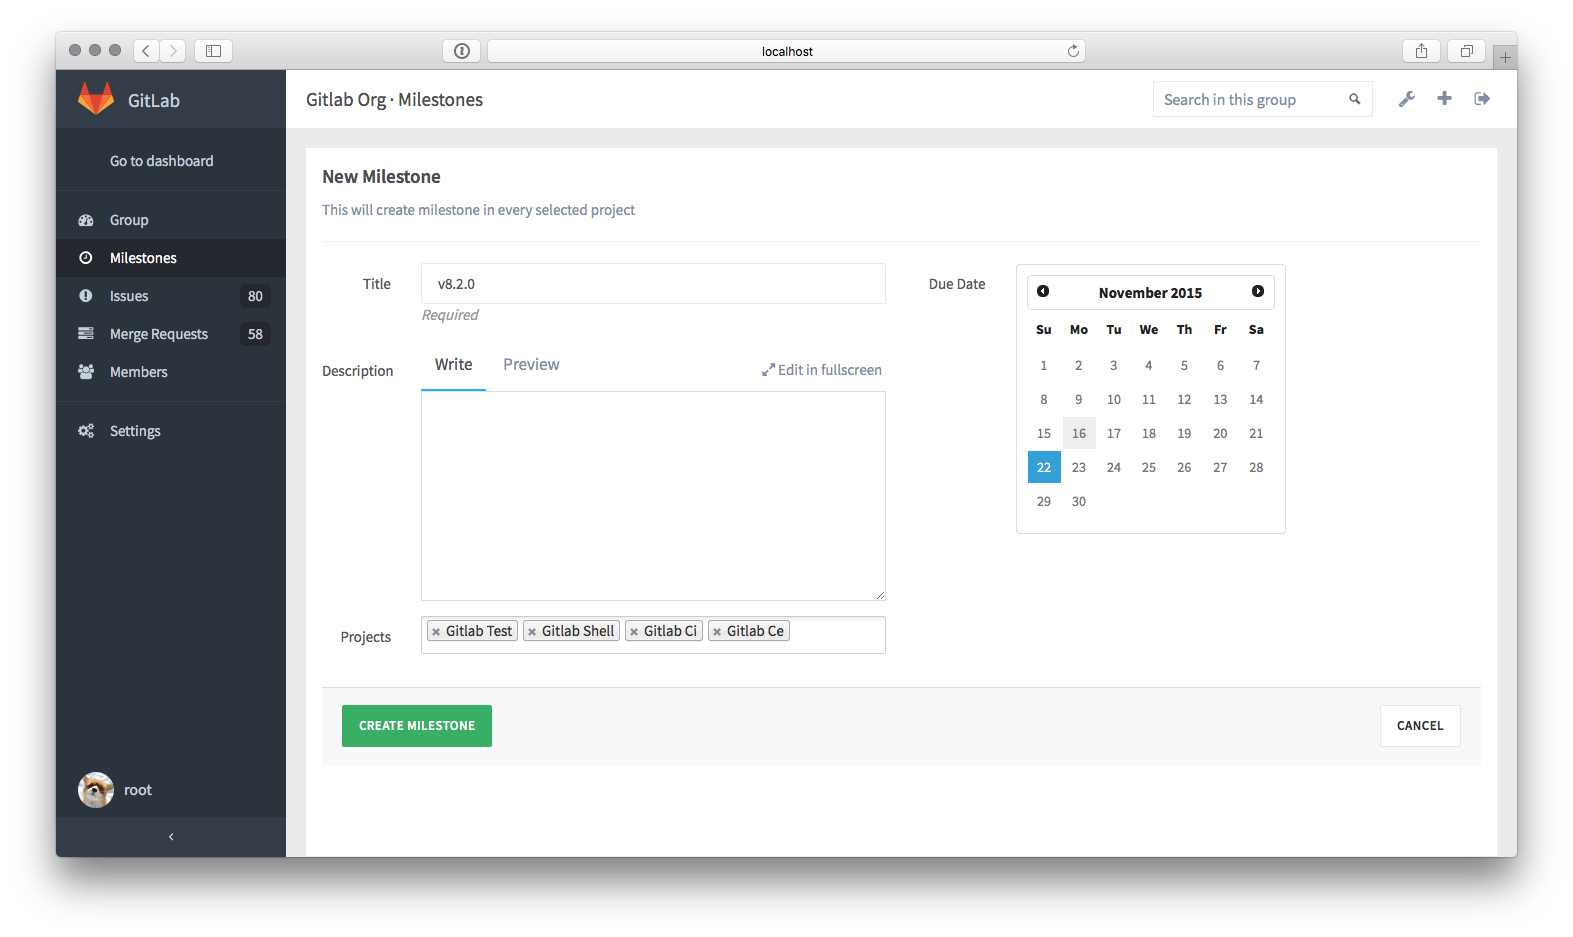 localhost
GitLab
Gitlab Org · Milestones
Search in this group
Go to dashboard
Group
Milestones
Issues 80
Merge Requests 58
Members
Settings
root
New Milestone
This will create milestone in every selected project
Title
v8.2.0
Required
Description
Write Preview
Edit in fullscreen
Projects
Gitlab Test Gitlab Shell Gitlab Ci Gitlab Ce
Due Date
November 2015
Su Mo Tu We Th Fr Sa
1 2 3 4 5 6 7
8 9 10 11 12 13 14
15 16 17 18 19 20 21
22 23 24 25 26 27 28
29 30
CREATE MILESTONE
CANCEL